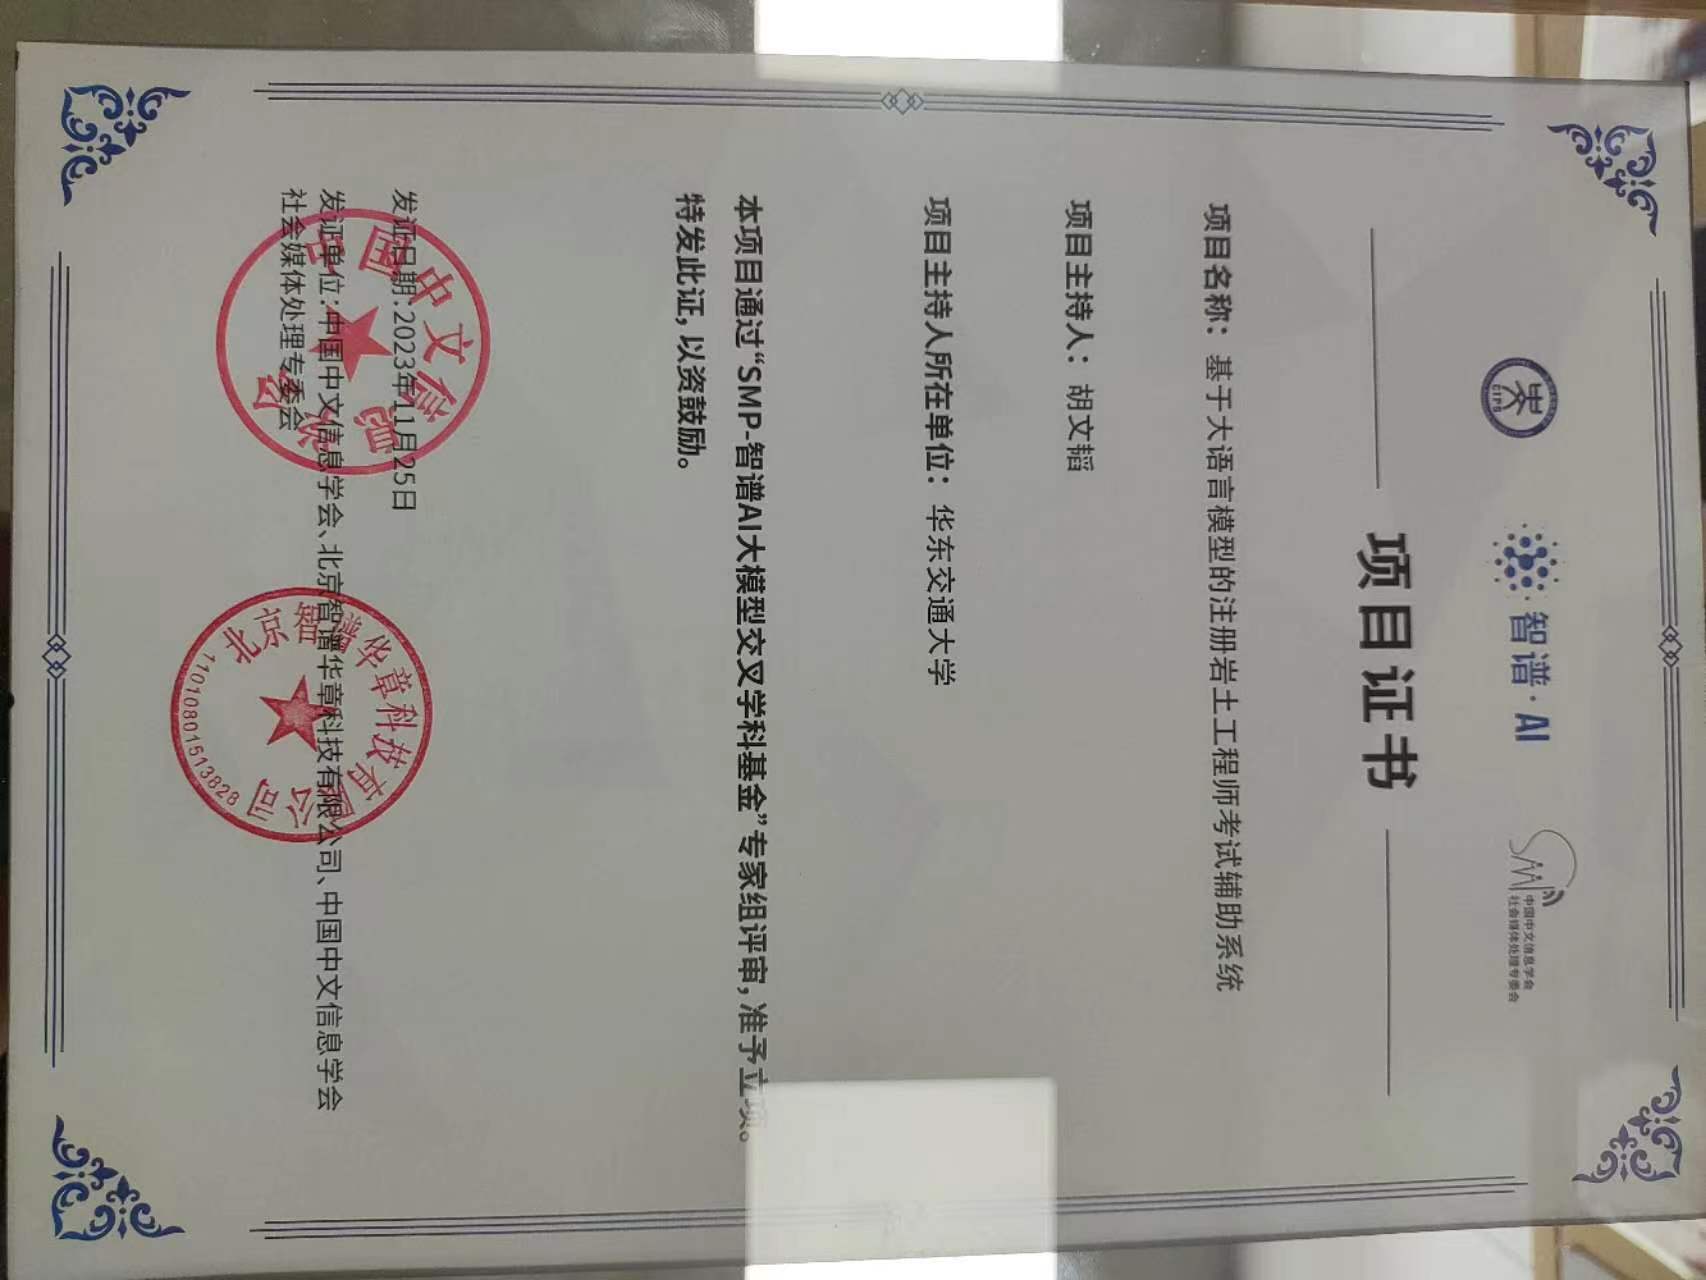 CIPS
智谱·AI
SMP
中国中文信息学会
社会媒体处理专委会
项目证书
项目名称：基于大语言模型的注册岩土工程师考试辅助系统
项目主持人：胡文韬
项目主持人所在单位：华东交通大学
本项目通过“SMP-智谱AI大模型交叉学科基金”专家组评审，准予立项。
特发此证，以资鼓励。
发证日期：2023年11月25日
发证单位：中国中文信息学会、北京智谱华章科技有限公司、中国中文信息学会
社会媒体处理专委会
中国中文信息学会
北京智谱华章科技有限公司
11010801513828